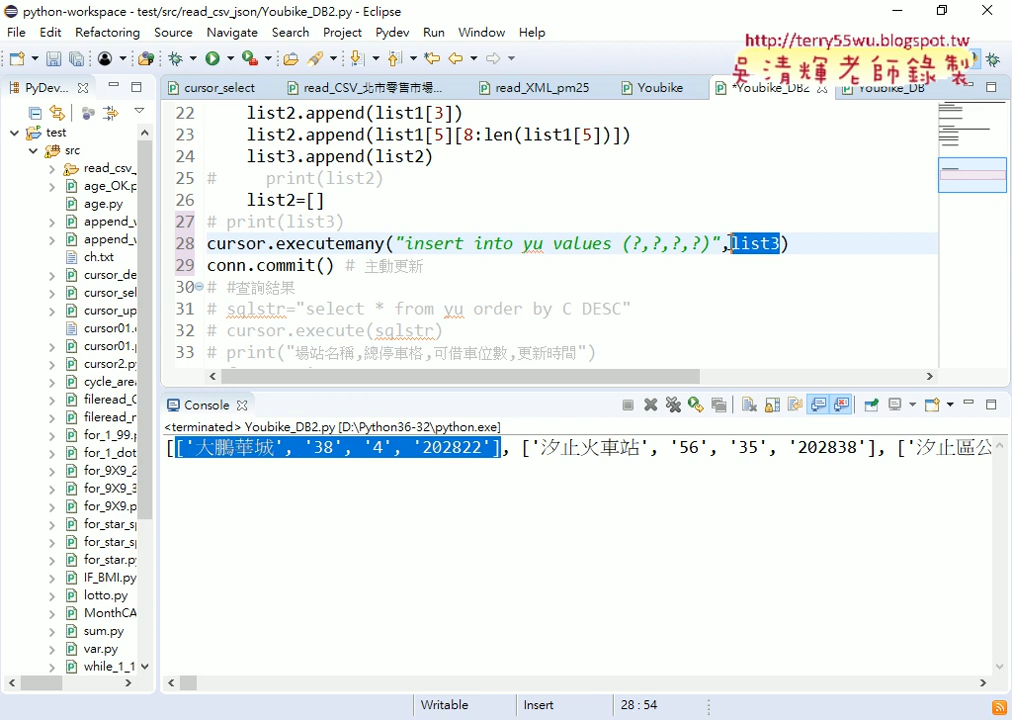 python-workspace - test/src/read_csv_json/Youbike_DB2.py - Eclipse
File Edit Refactoring Source Navigate Search Project Pydev Run Window Help
http://terry55wu.blogspot.tw
吳清輝老師錄製
PyDev...
cursor_select
read_CSV_北市零售市場...
read_XML_pm25
Youbike
*Youbike_DB2
Youbike_DB
test
src
read_csv_
age_OK.p
age.py
append_v
append_v
ch.txt
cursor_de
cursor_sel
cursor_up
cursor01.
cursor01.p
cursor2.py
cycle_area
fileread_C
fileread_r
for_1_99.p
for_1_dot
for_9X9_2
for_9X9_3
for_9X9.p
for_star_sp
for_star_sp
for_star.py
IF_BMI.py
lotto.py
MonthCA
sum.py
var.py
while_1_1
22 list2.append(list1[3])
23 list2.append(list1[5][8:len(list1[5])])
24 list3.append(list2)
25 # print(list2)
26 list2=[]
27 # print(list3)
28 cursor.executemany("insert into yu values (?,?,?,?)",list3)
29 conn.commit() # 主動更新
30 # #查詢結果
31 # sqlstr="select * from yu order by C DESC"
32 # cursor.execute(sqlstr)
33 # print("場站名稱,總停車格,可借車位數,更新時間")
Console
<terminated> Youbike_DB2.py [D:\Python36-32\python.exe]
[['大鵬華城', '38', '4', '202822'], ['汐止火車站', '56', '35', '202838'], ['汐止區公
Writable Insert 28 : 54